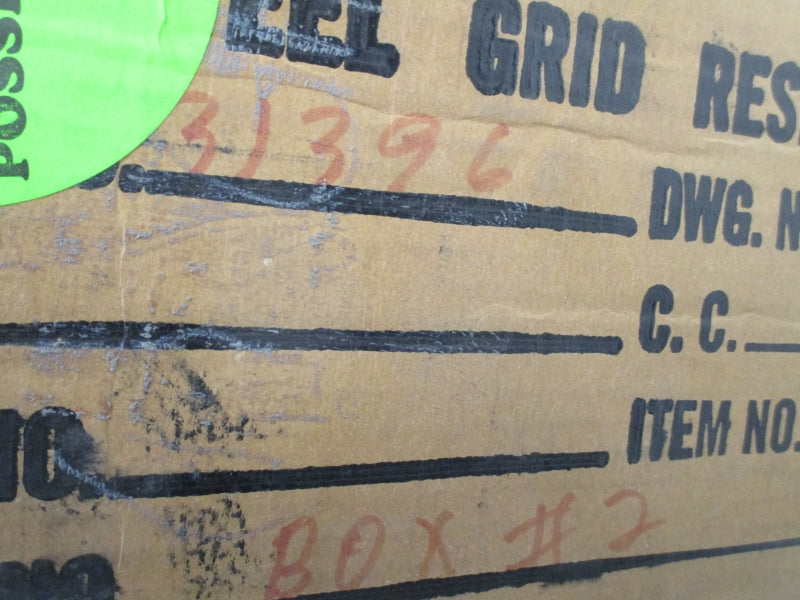 POSS
EEL GRID RES
31396
DWG. N
C. C.
ITEM NO.
BOX #2